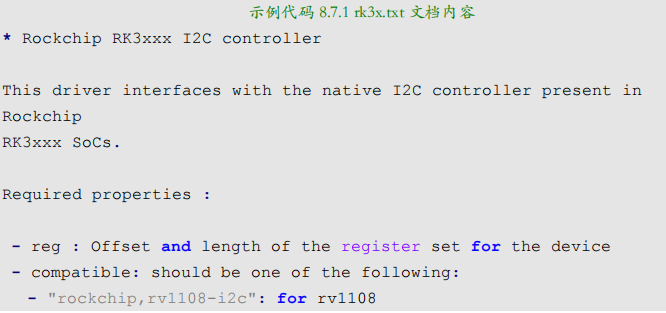 示例代码 8.7.1 rk3x.txt 文档内容
* Rockchip RK3xxx I2C controller
This driver interfaces with the native I2C controller present in
Rockchip
RK3xxx SoCs.
Required properties :
- reg : Offset and length of the register set for the device
- compatible: should be one of the following:
- "rockchip,rv1108-i2c": for rv1108